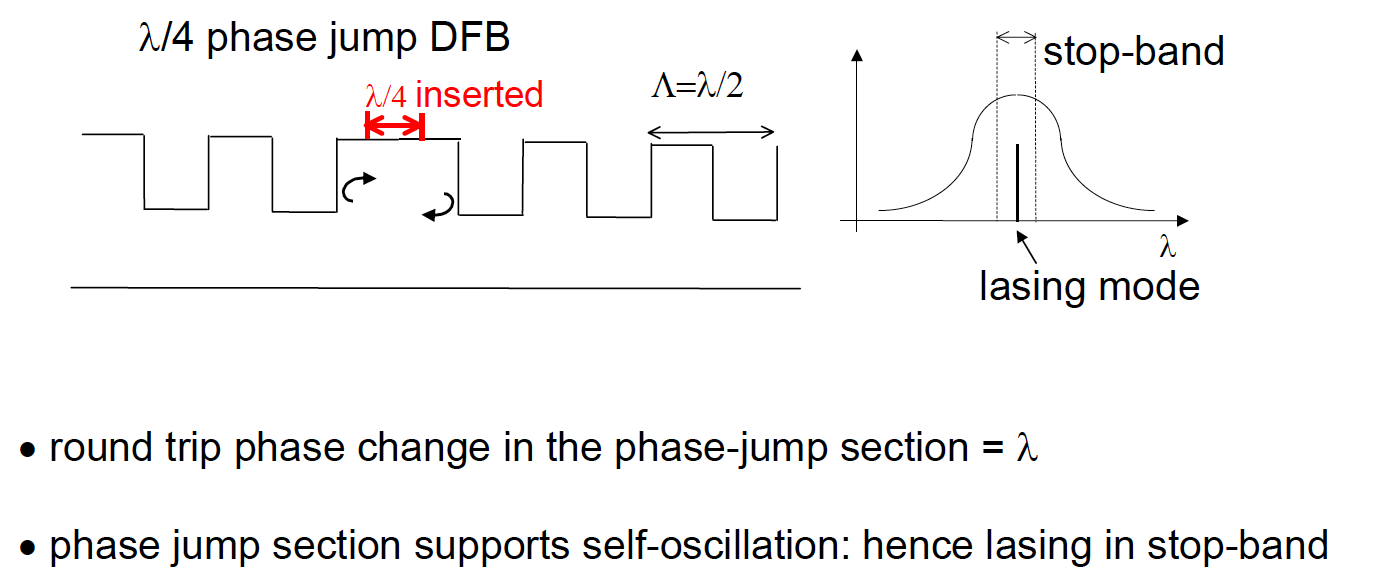 λ/4 phase jump DFB
λ/4 inserted
Λ=λ/2
stop-band
λ
lasing mode
• round trip phase change in the phase-jump section = λ
• phase jump section supports self-oscillation: hence lasing in stop-band